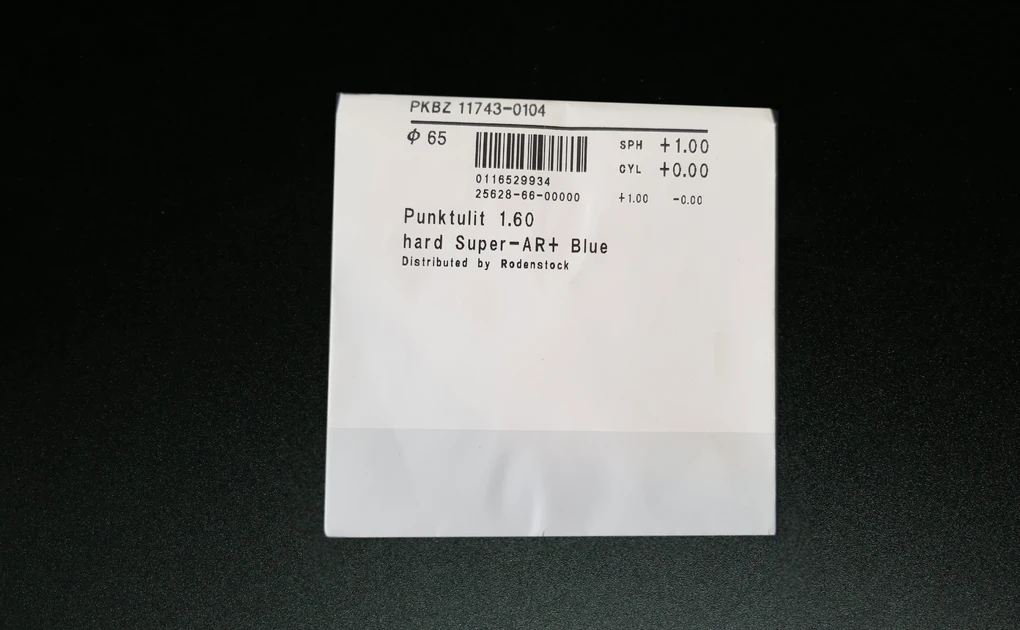 PKBZ 11743-0104
Φ 65
SPH +1.00
CYL +0.00
0116529934
25628-66-00000
+1.00 -0.00
Punktulit 1.60
hard Super-AR+ Blue
Distributed by Rodenstock